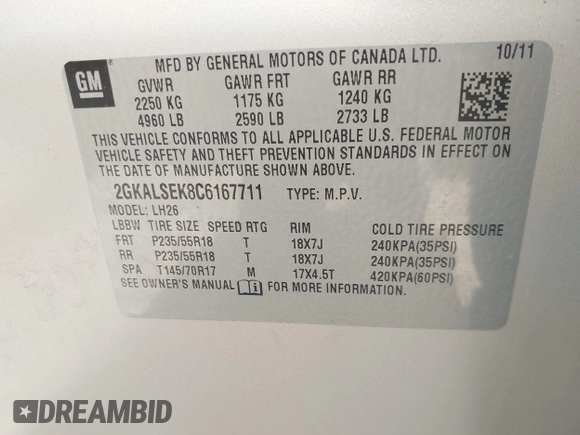 MFD BY GENERAL MOTORS OF CANADA LTD. 10/11
GM
GVWR GAWR FRT GAWR RR
2250 KG 1175 KG 1240 KG
4960 LB 2590 LB 2733 LB
THIS VEHICLE CONFORMS TO ALL APPLICABLE U.S. FEDERAL MOTOR
VEHICLE SAFETY AND THEFT PREVENTION STANDARDS IN EFFECT ON
THE DATE OF MANUFACTURE SHOWN ABOVE.
2GKALSEK8C6167711 TYPE: M.P.V.
MODEL: LH26
LBBW TIRE SIZE SPEED RTG RIM COLD TIRE PRESSURE
FRT P235/55R18 T 18X7J 240KPA(35PSI)
RR P235/55R18 T 18X7J 240KPA(35PSI)
SPA T145/70R17 M 17X4.5T 420KPA(60PSI)
SEE OWNER'S MANUAL FOR MORE INFORMATION.
DREAMBID